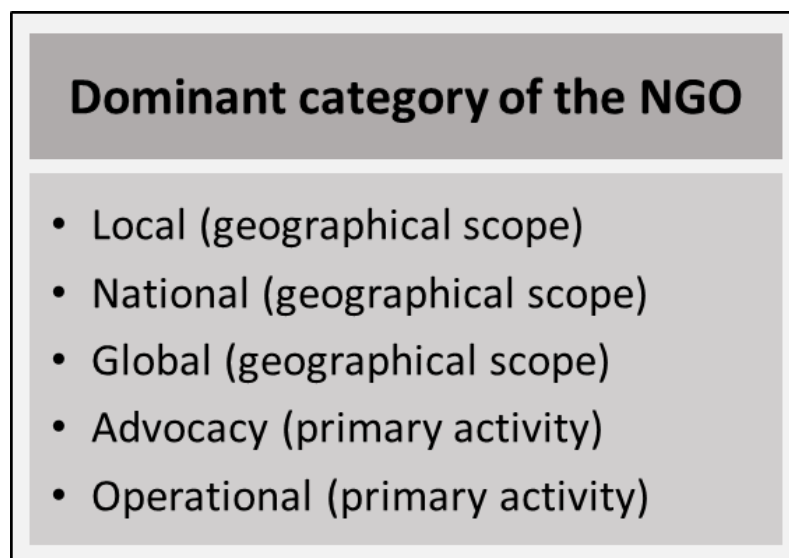 Dominant category of the NGO
• Local (geographical scope)
• National (geographical scope)
• Global (geographical scope)
• Advocacy (primary activity)
• Operational (primary activity)